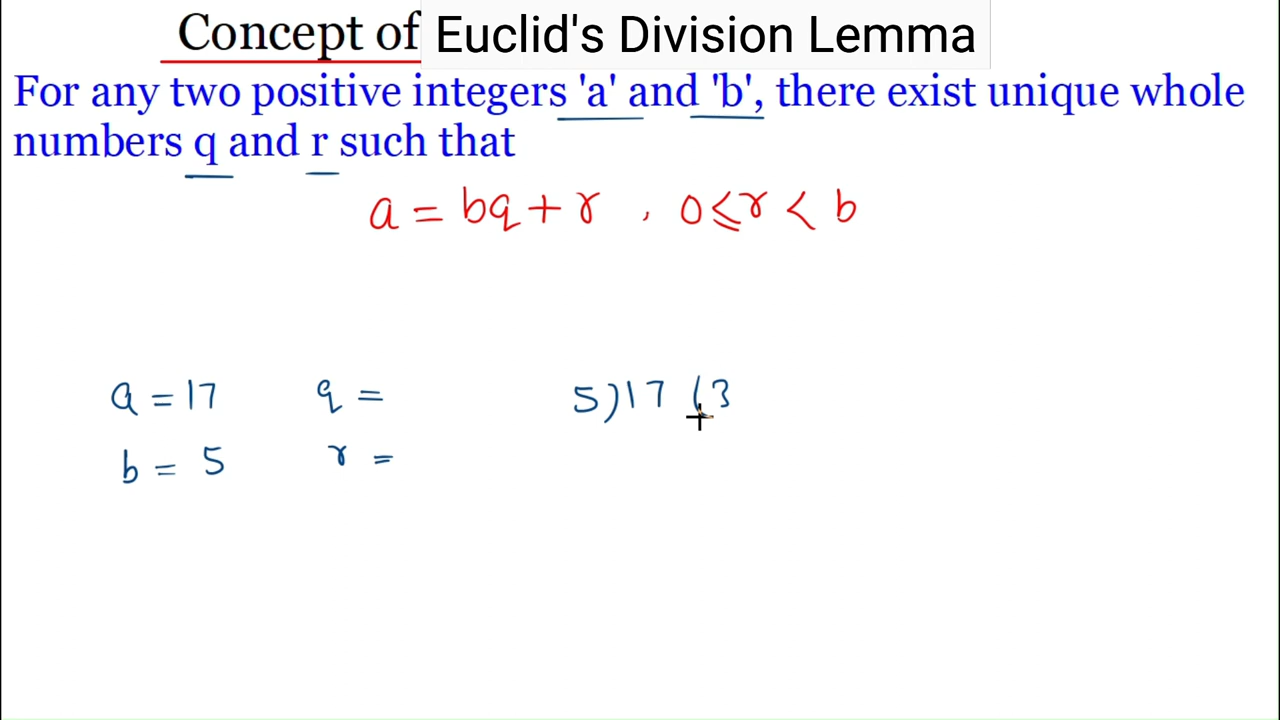 Concept of Euclid's Division Lemma
For any two positive integers 'a' and 'b', there exist unique whole
numbers q and r such that
a = bq + r , 0 ≤ r < b
a = 17 q = 5)17(3
b = 5 r =